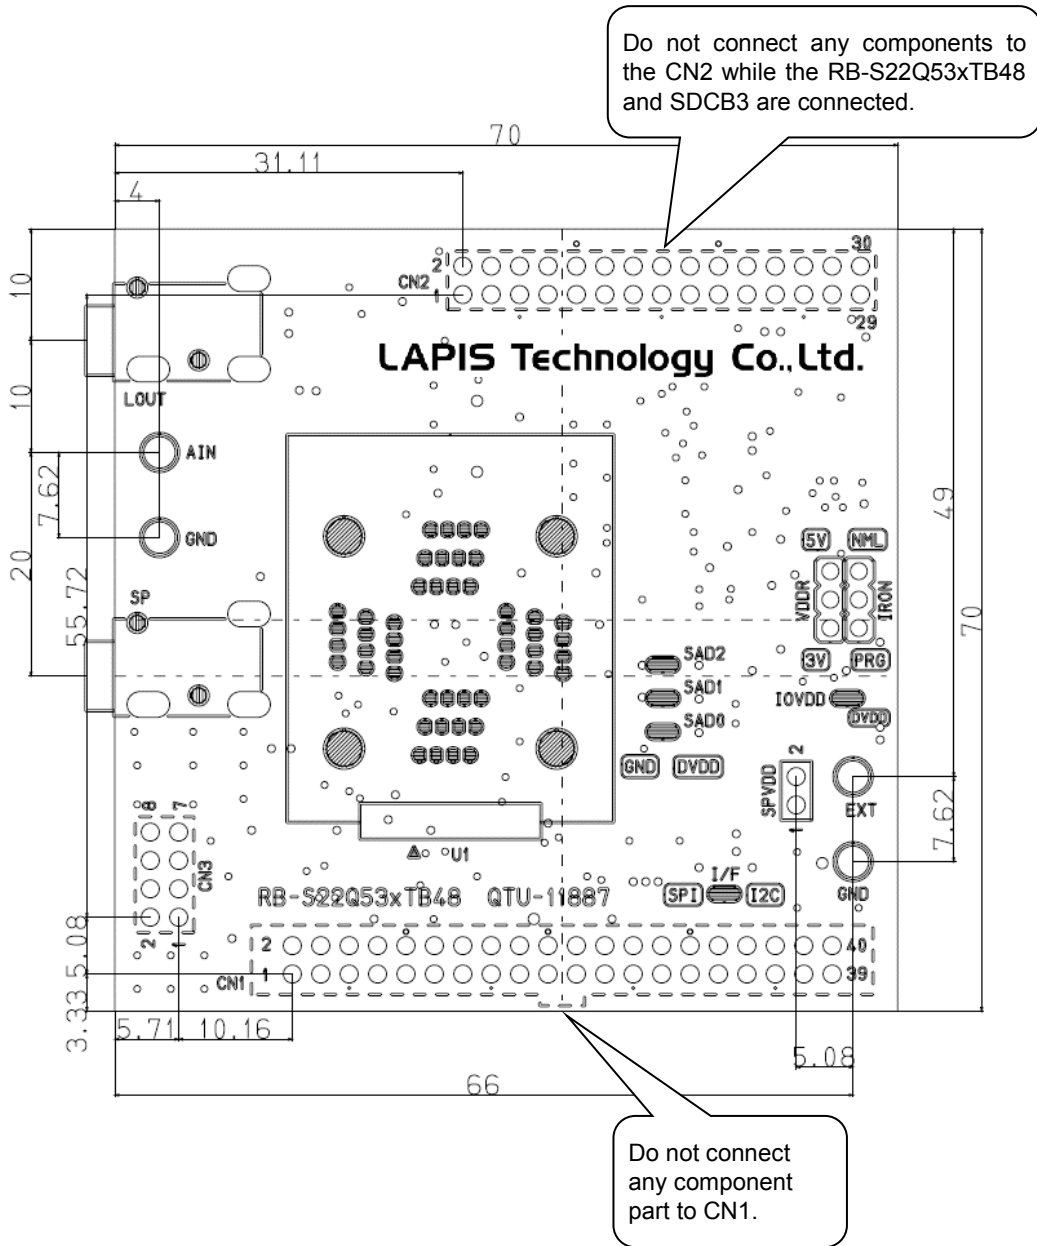 Do not connect any components to
the CN2 while the RB-S22Q53xTB48
and SDCB3 are connected.
70
31.11
4
10
10
7.62
20
55.72
5.08
3.33
2
1
CN2
30
29
LAPIS Technology Co.,Ltd.
LOUT
AIN
GND
SP
49
70
5V
NML
VDDR
IRON
3V
PRG
SAD2
SAD1
SAD0
IOVDD
DVDD
GND
DVDD
SPVDD
2
1
EXT
7.62
GND
8
7
CN3
2
1
U1
I/F
SPI
I2C
RB-S22Q53xTB48 QTU-11887
2
40
CN1
1
39
5.71
10.16
5.08
66
Do not connect
any component
part to CN1.